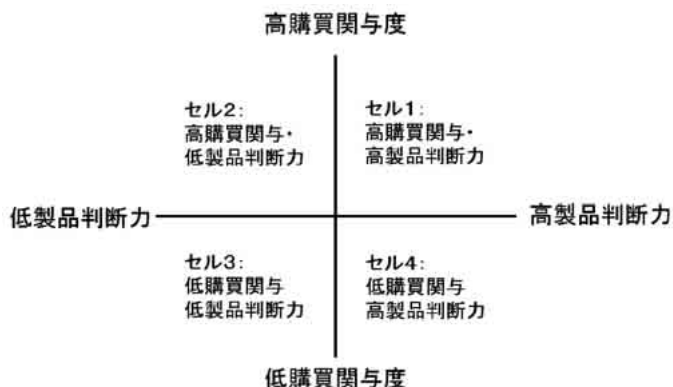 高購買関与度
セル2:
高購買関与・
低製品判断力
セル1:
高購買関与・
高製品判断力
低製品判断力
高製品判断力
セル3:
低購買関与
低製品判断力
セル4:
低購買関与
高製品判断力
低購買関与度